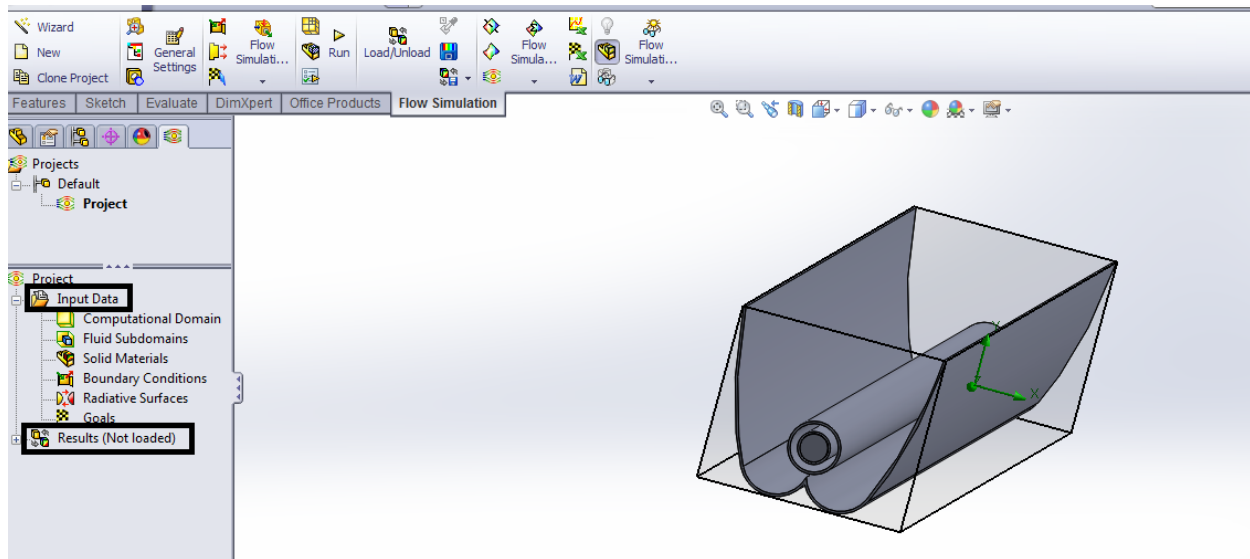 Wizard
New
Clone Project
General Settings
Flow Simulati...
Run
Load/Unload
Flow Simula...
Flow Simulati...
Features Sketch Evaluate DimXpert Office Products Flow Simulation
Projects
Default
Project
Project
Input Data
Computational Domain
Fluid Subdomains
Solid Materials
Boundary Conditions
Radiative Surfaces
Goals
Results (Not loaded)
Y
X